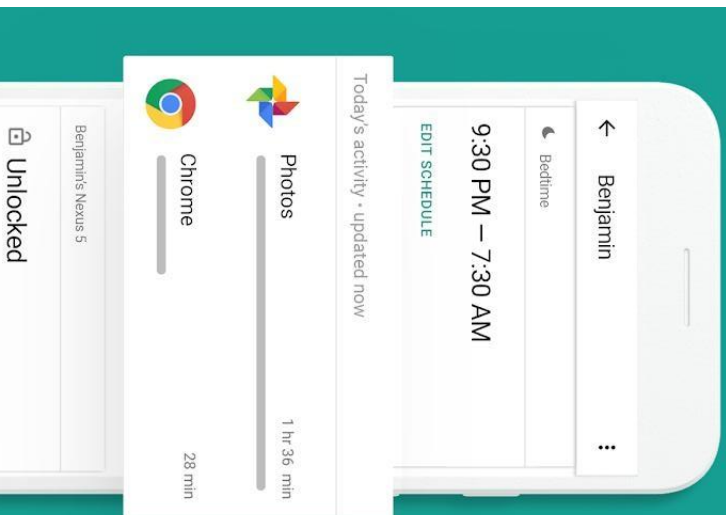 Benjamin
Bedtime
9:30 PM — 7:30 AM
EDIT SCHEDULE
Today's activity • updated now
Photos
1 hr 36 min
Chrome
28 min
Benjamin's Nexus 5
Unlocked